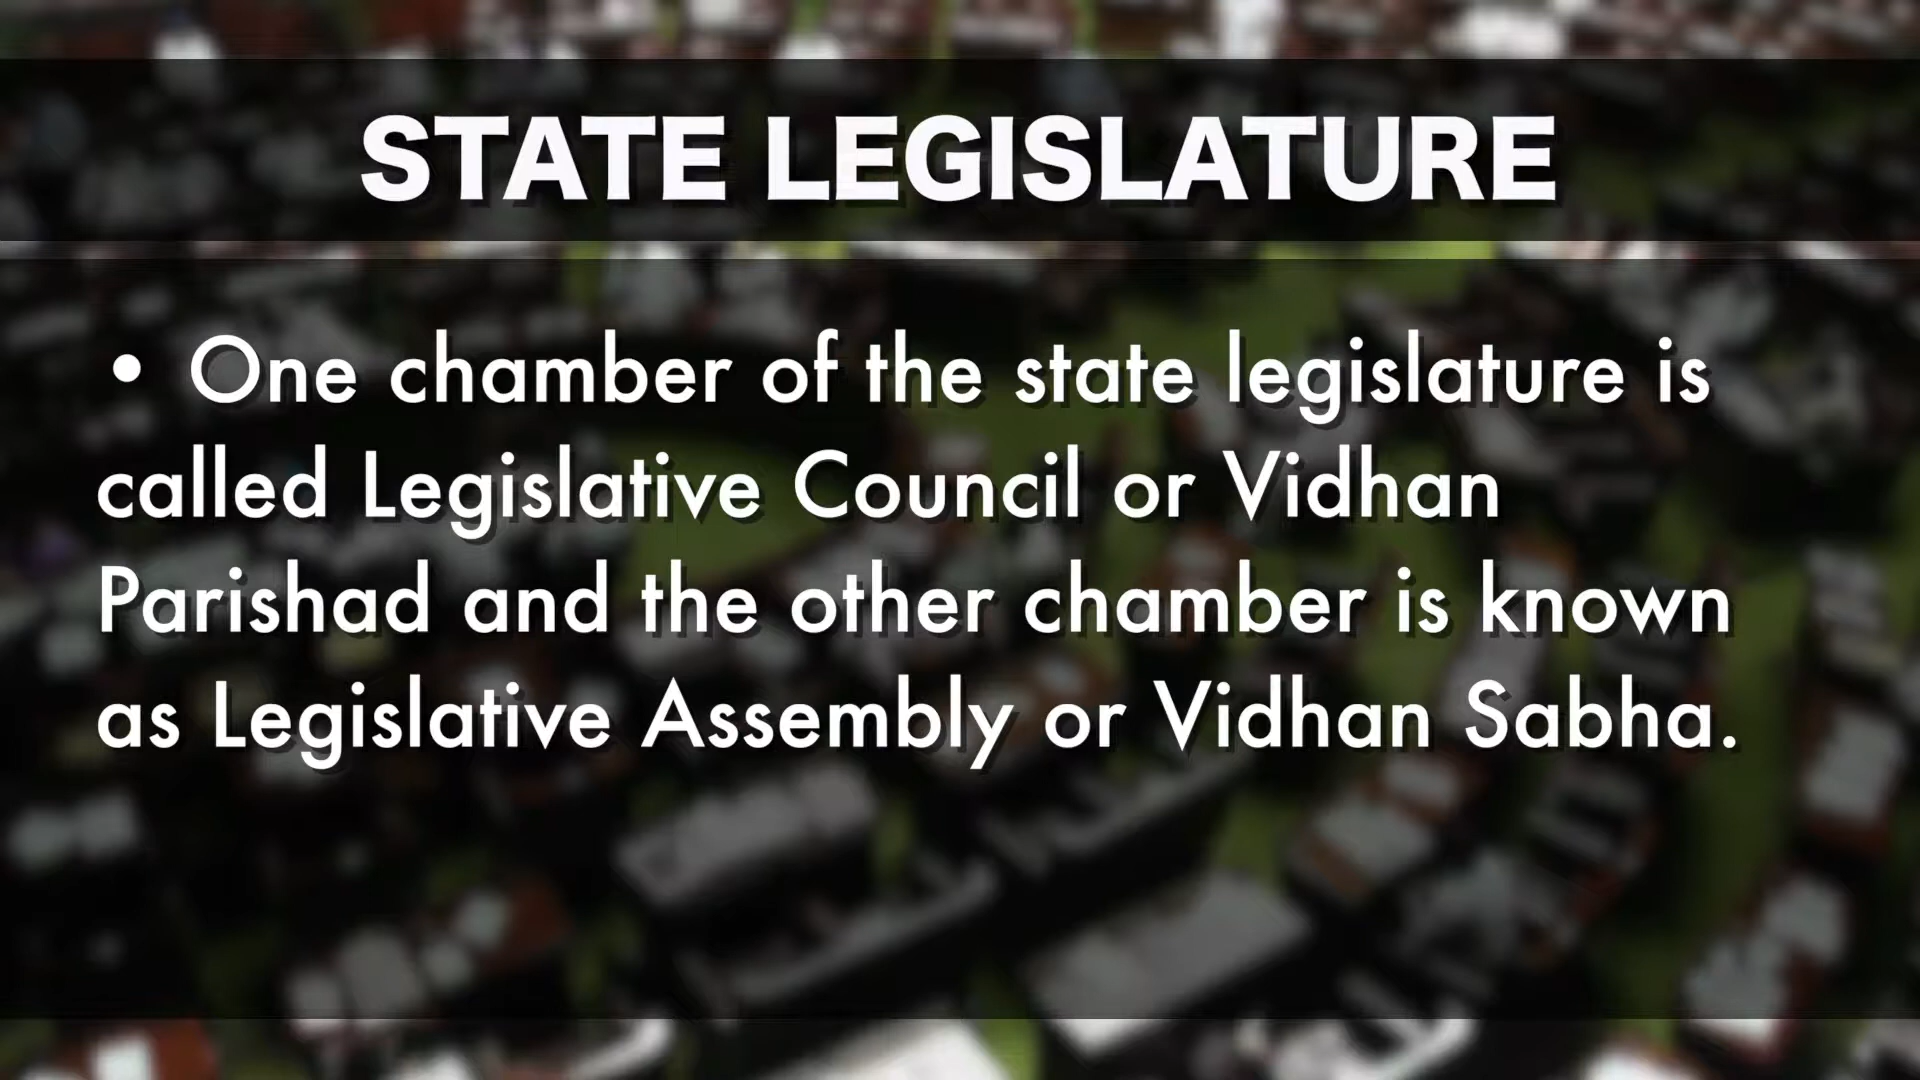 STATE LEGISLATURE
• One chamber of the state legislature is
called Legislative Council or Vidhan
Parishad and the other chamber is known
as Legislative Assembly or Vidhan Sabha.